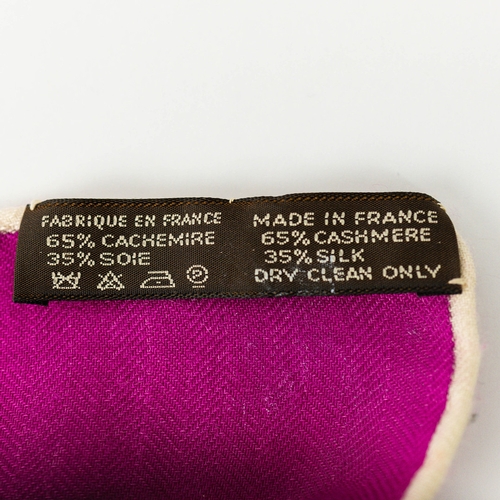 FABRIQUE EN FRANCE
65% CACHEMIRE
35% SOIE
P
MADE IN FRANCE
65% CASHMERE
35% SILK
DRY CLEAN ONLY